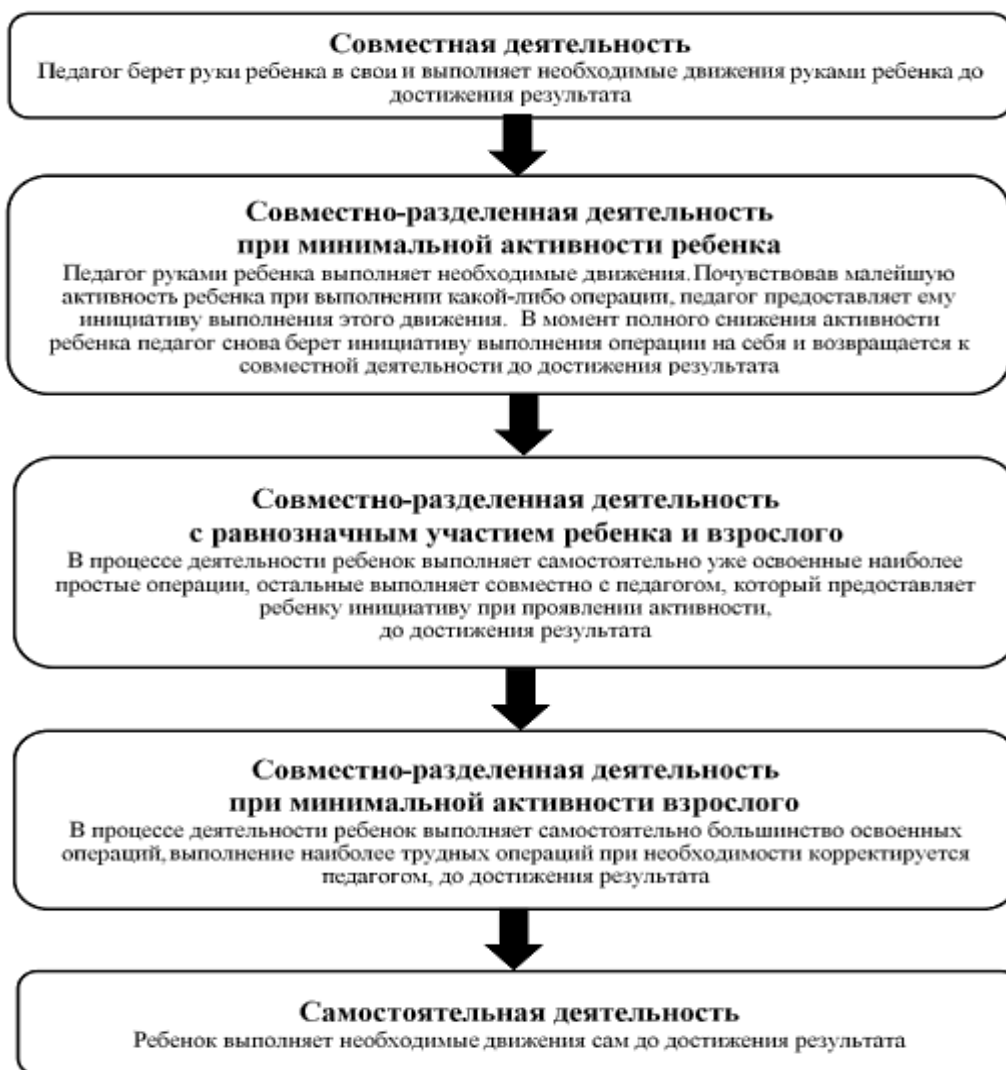 Совместная деятельность
Педагог берет руки ребенка в свои и выполняет необходимые движения руками ребенка до
достижения результата
Совместно-разделенная деятельность
при минимальной активности ребенка
Педагог руками ребенка выполняет необходимые движения. Почувствовав малейшую
активность ребенка при выполнении какой-либо операции, педагог предоставляет ему
инициативу выполнения этого движения. В момент полного снижения активности
ребенка педагог снова берет инициативу выполнения операции на себя и возвращается к
совместной деятельности до достижения результата
Совместно-разделенная деятельность
с равнозначным участием ребенка и взрослого
В процессе деятельности ребенок выполняет самостоятельно уже освоенные наиболее
простые операции, остальные выполняет совместно с педагогом, который предоставляет
ребенку инициативу при проявлении активности,
до достижения результата
Совместно-разделенная деятельность
при минимальной активности взрослого
В процессе деятельности ребенок выполняет самостоятельно большинство освоенных
операций, выполнение наиболее трудных операций при необходимости корректируется
педагогом, до достижения результата
Самостоятельная деятельность
Ребенок выполняет необходимые движения сам до достижения результата